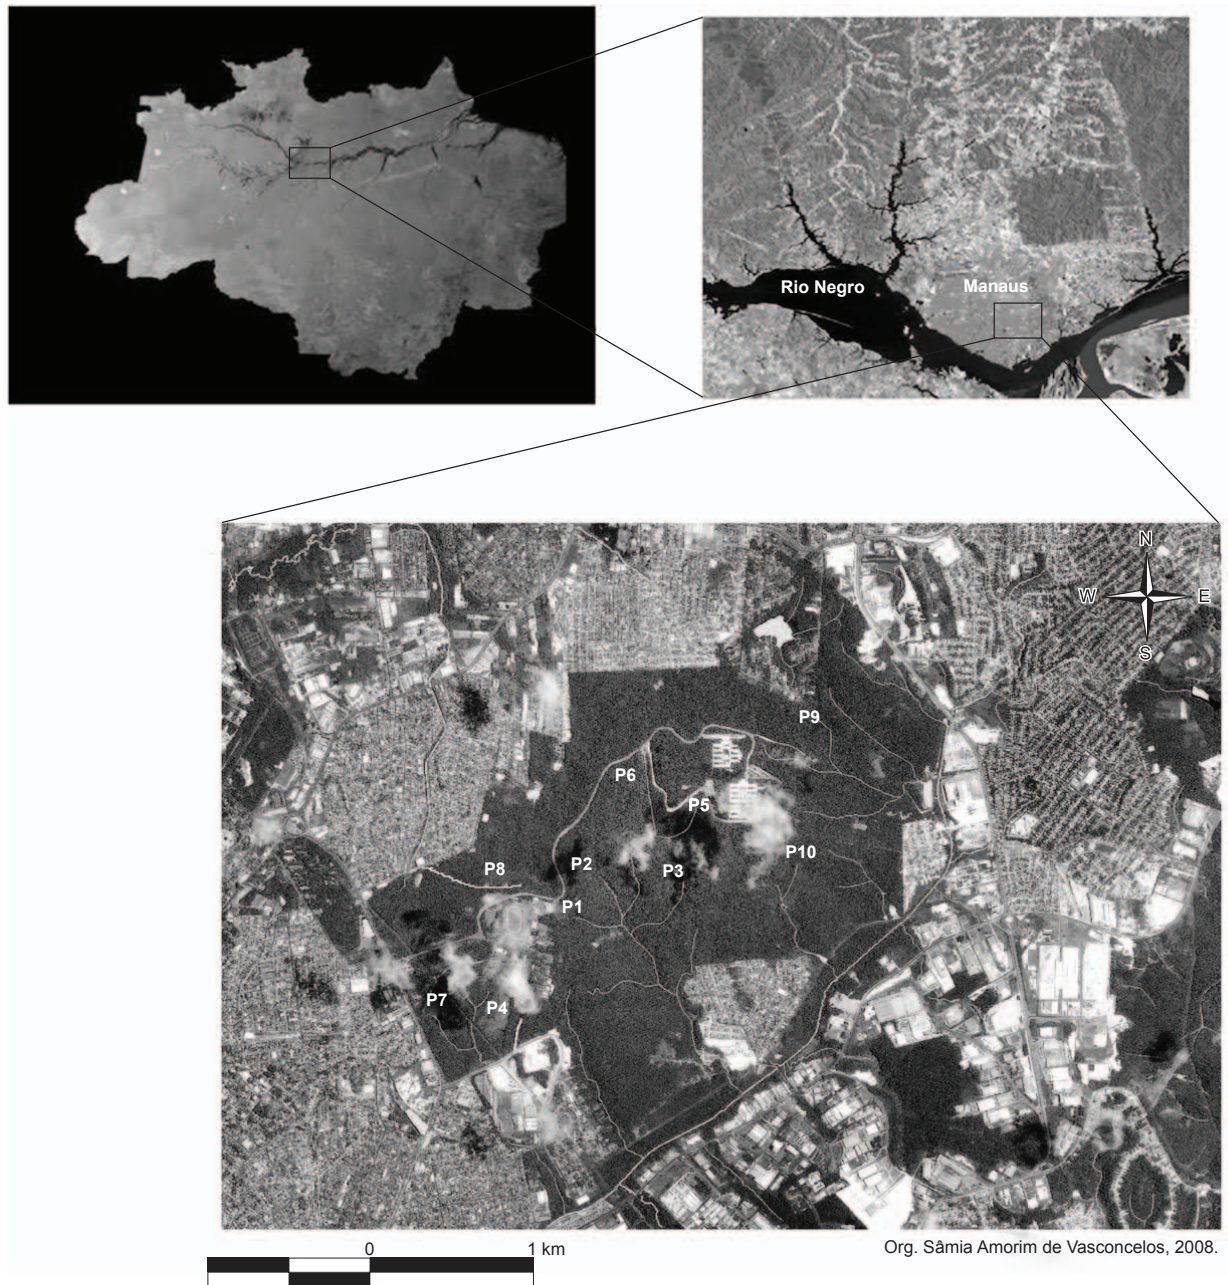 Rio Negro
Manaus
N
W
E
S
P9
P6
P5
P2
P3
P10
P8
P1
P7
P4
0
1 km
Org. Sâmia Amorim de Vasconcelos, 2008.